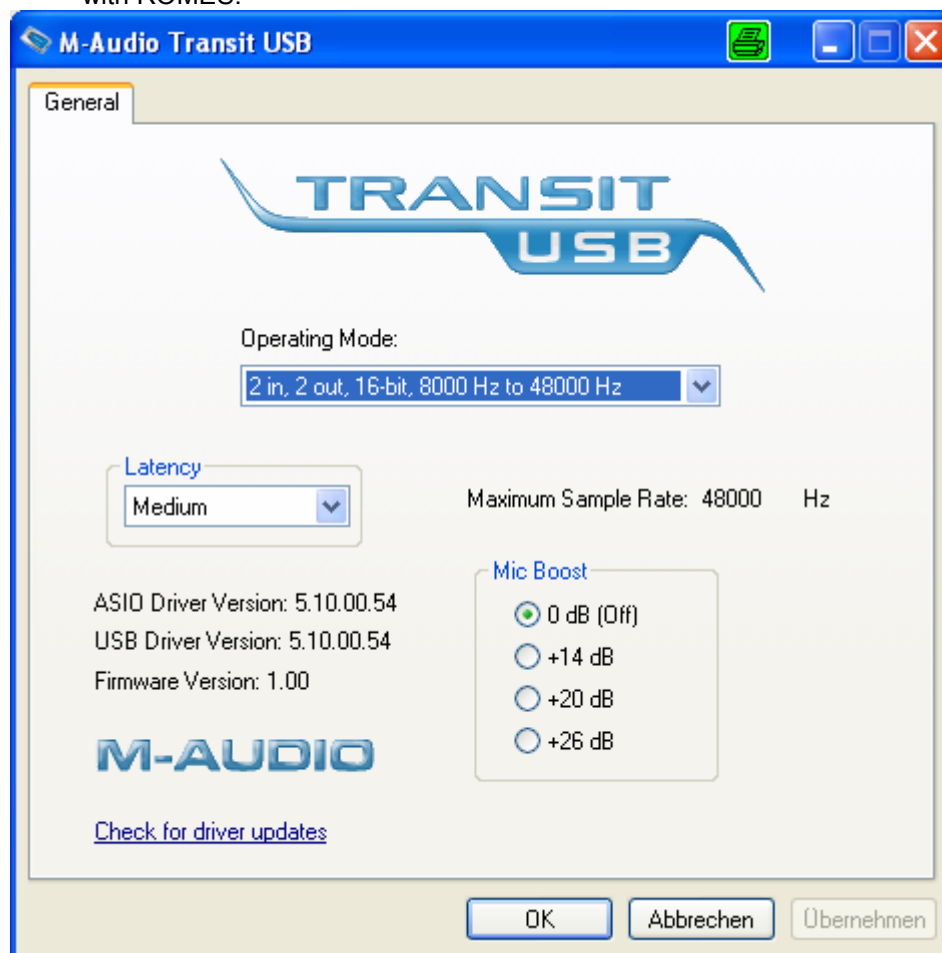 with ROMES.
M-Audio Transit USB
General
TRANSIT
USB
Operating Mode:
2 in, 2 out, 16-bit, 8000 Hz to 48000 Hz
Latency
Medium
Maximum Sample Rate: 48000 Hz
Mic Boost
0 dB (Off)
+14 dB
+20 dB
+26 dB
ASIO Driver Version: 5.10.00.54
USB Driver Version: 5.10.00.54
Firmware Version: 1.00
M-AUDIO
Check for driver updates
OK
Abbrechen
Übernehmen